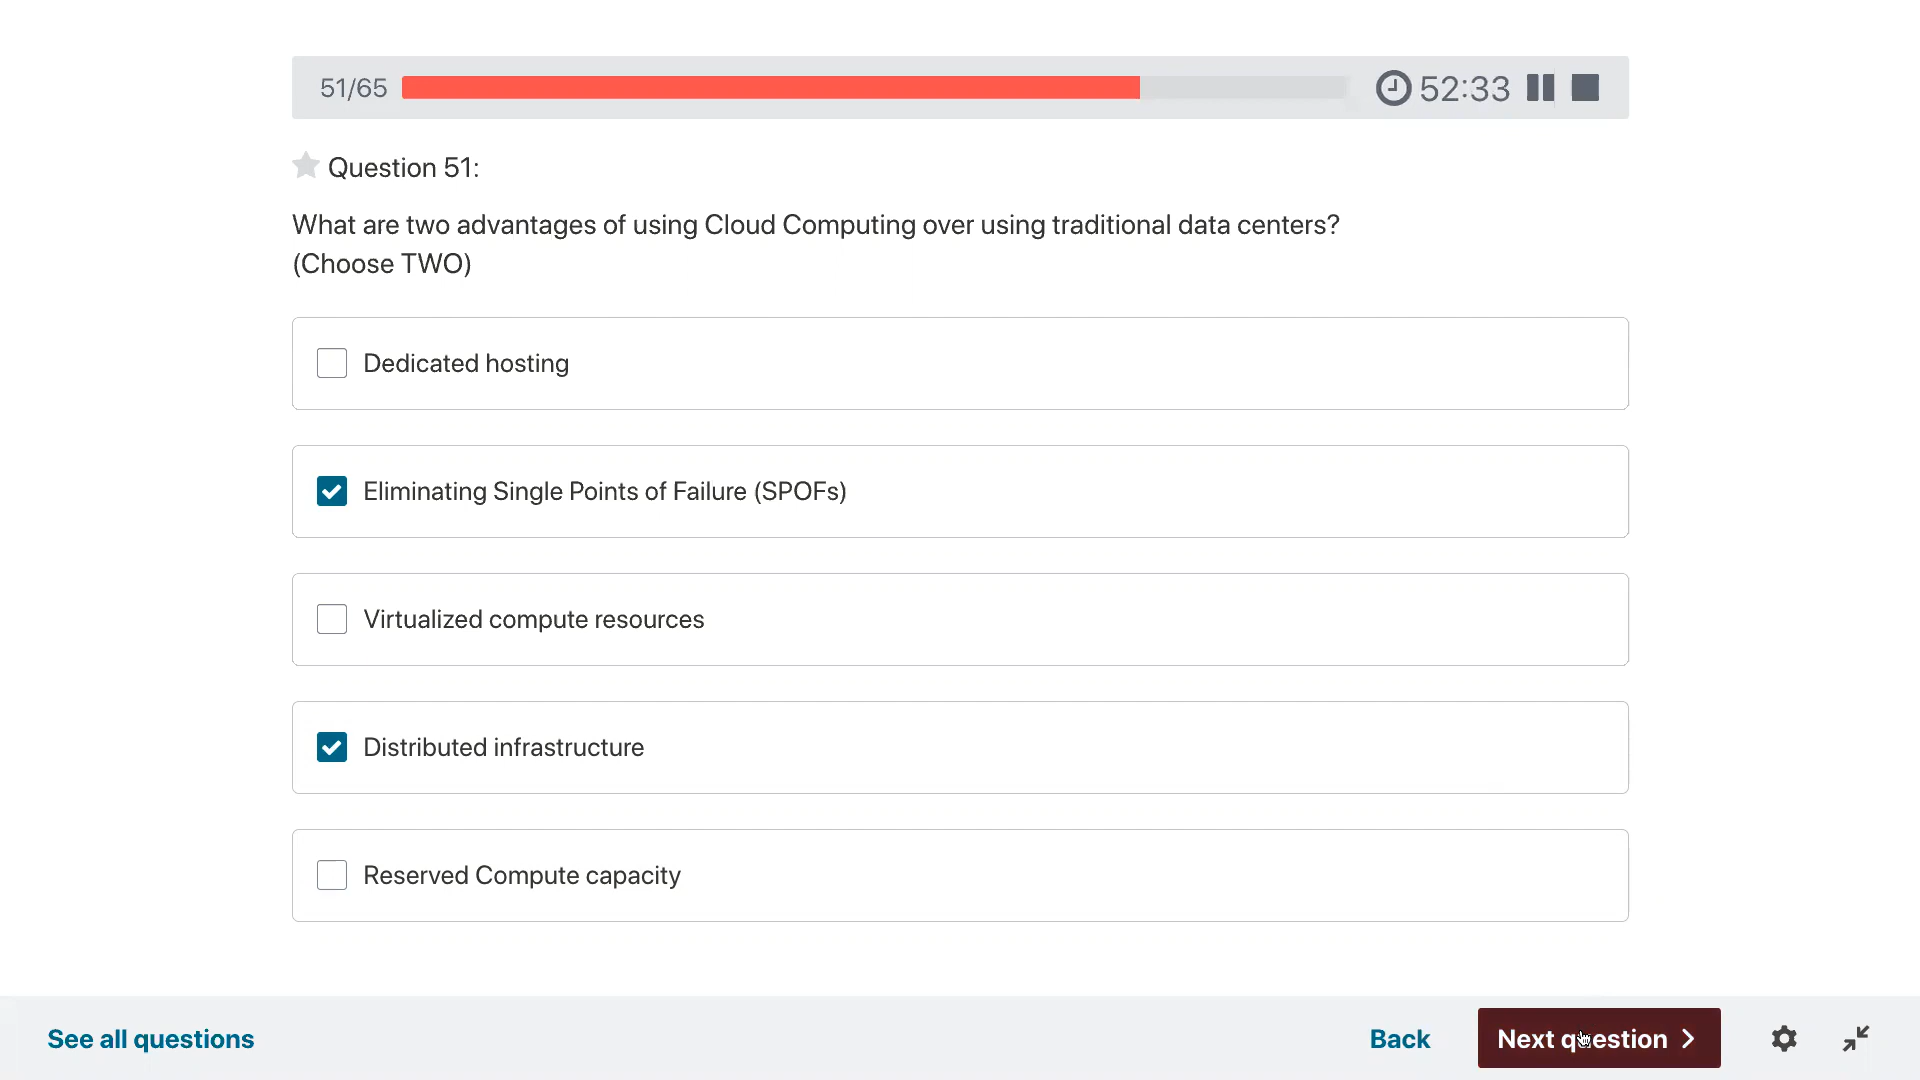 51/65
52:33
Question 51:
What are two advantages of using Cloud Computing over using traditional data centers?
(Choose TWO)
Dedicated hosting
Eliminating Single Points of Failure (SPOFs)
Virtualized compute resources
Distributed infrastructure
Reserved Compute capacity
See all questions
Back
Next question